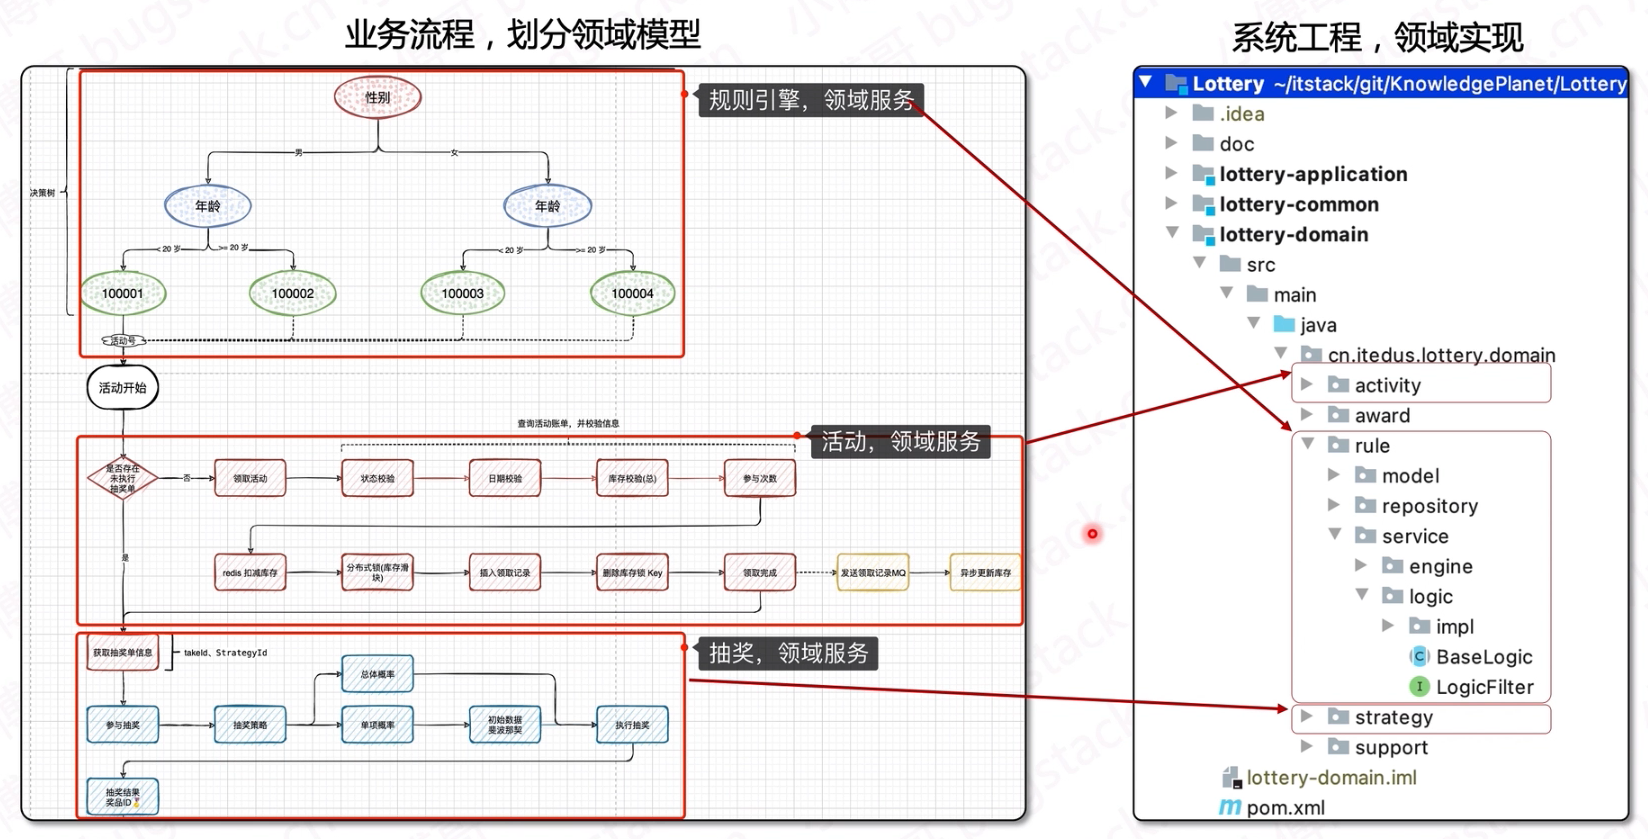 业务流程，划分领域模型
系统工程，领域实现
决策树
性别
男
女
年龄
年龄
< 20 岁
>= 20 岁
< 20 岁
>= 20 岁
100001
100002
100003
100004
活动号
规则引擎，领域服务
活动开始
查询活动账单，并校验信息
活动，领域服务
是否存在
未执行
抽奖单
否
是
领取活动
状态校验
日期校验
库存校验(总)
参与次数
redis 扣减库存
分布式锁(库存滑
块)
插入领取记录
删除库存锁 Key
领取完成
发送领取记录MQ
异步更新库存
抽奖，领域服务
获取抽奖单信息
takeId、StrategyId
总体概率
参与抽奖
抽奖策略
单项概率
初始数据
斐波那契
执行抽奖
抽奖结果
奖品ID🏅
Lottery ~/itstack/git/KnowledgePlanet/Lottery
.idea
doc
lottery-application
lottery-common
lottery-domain
src
main
java
cn.itedus.lottery.domain
activity
award
rule
model
repository
service
engine
logic
impl
BaseLogic
LogicFilter
strategy
support
lottery-domain.iml
pom.xml